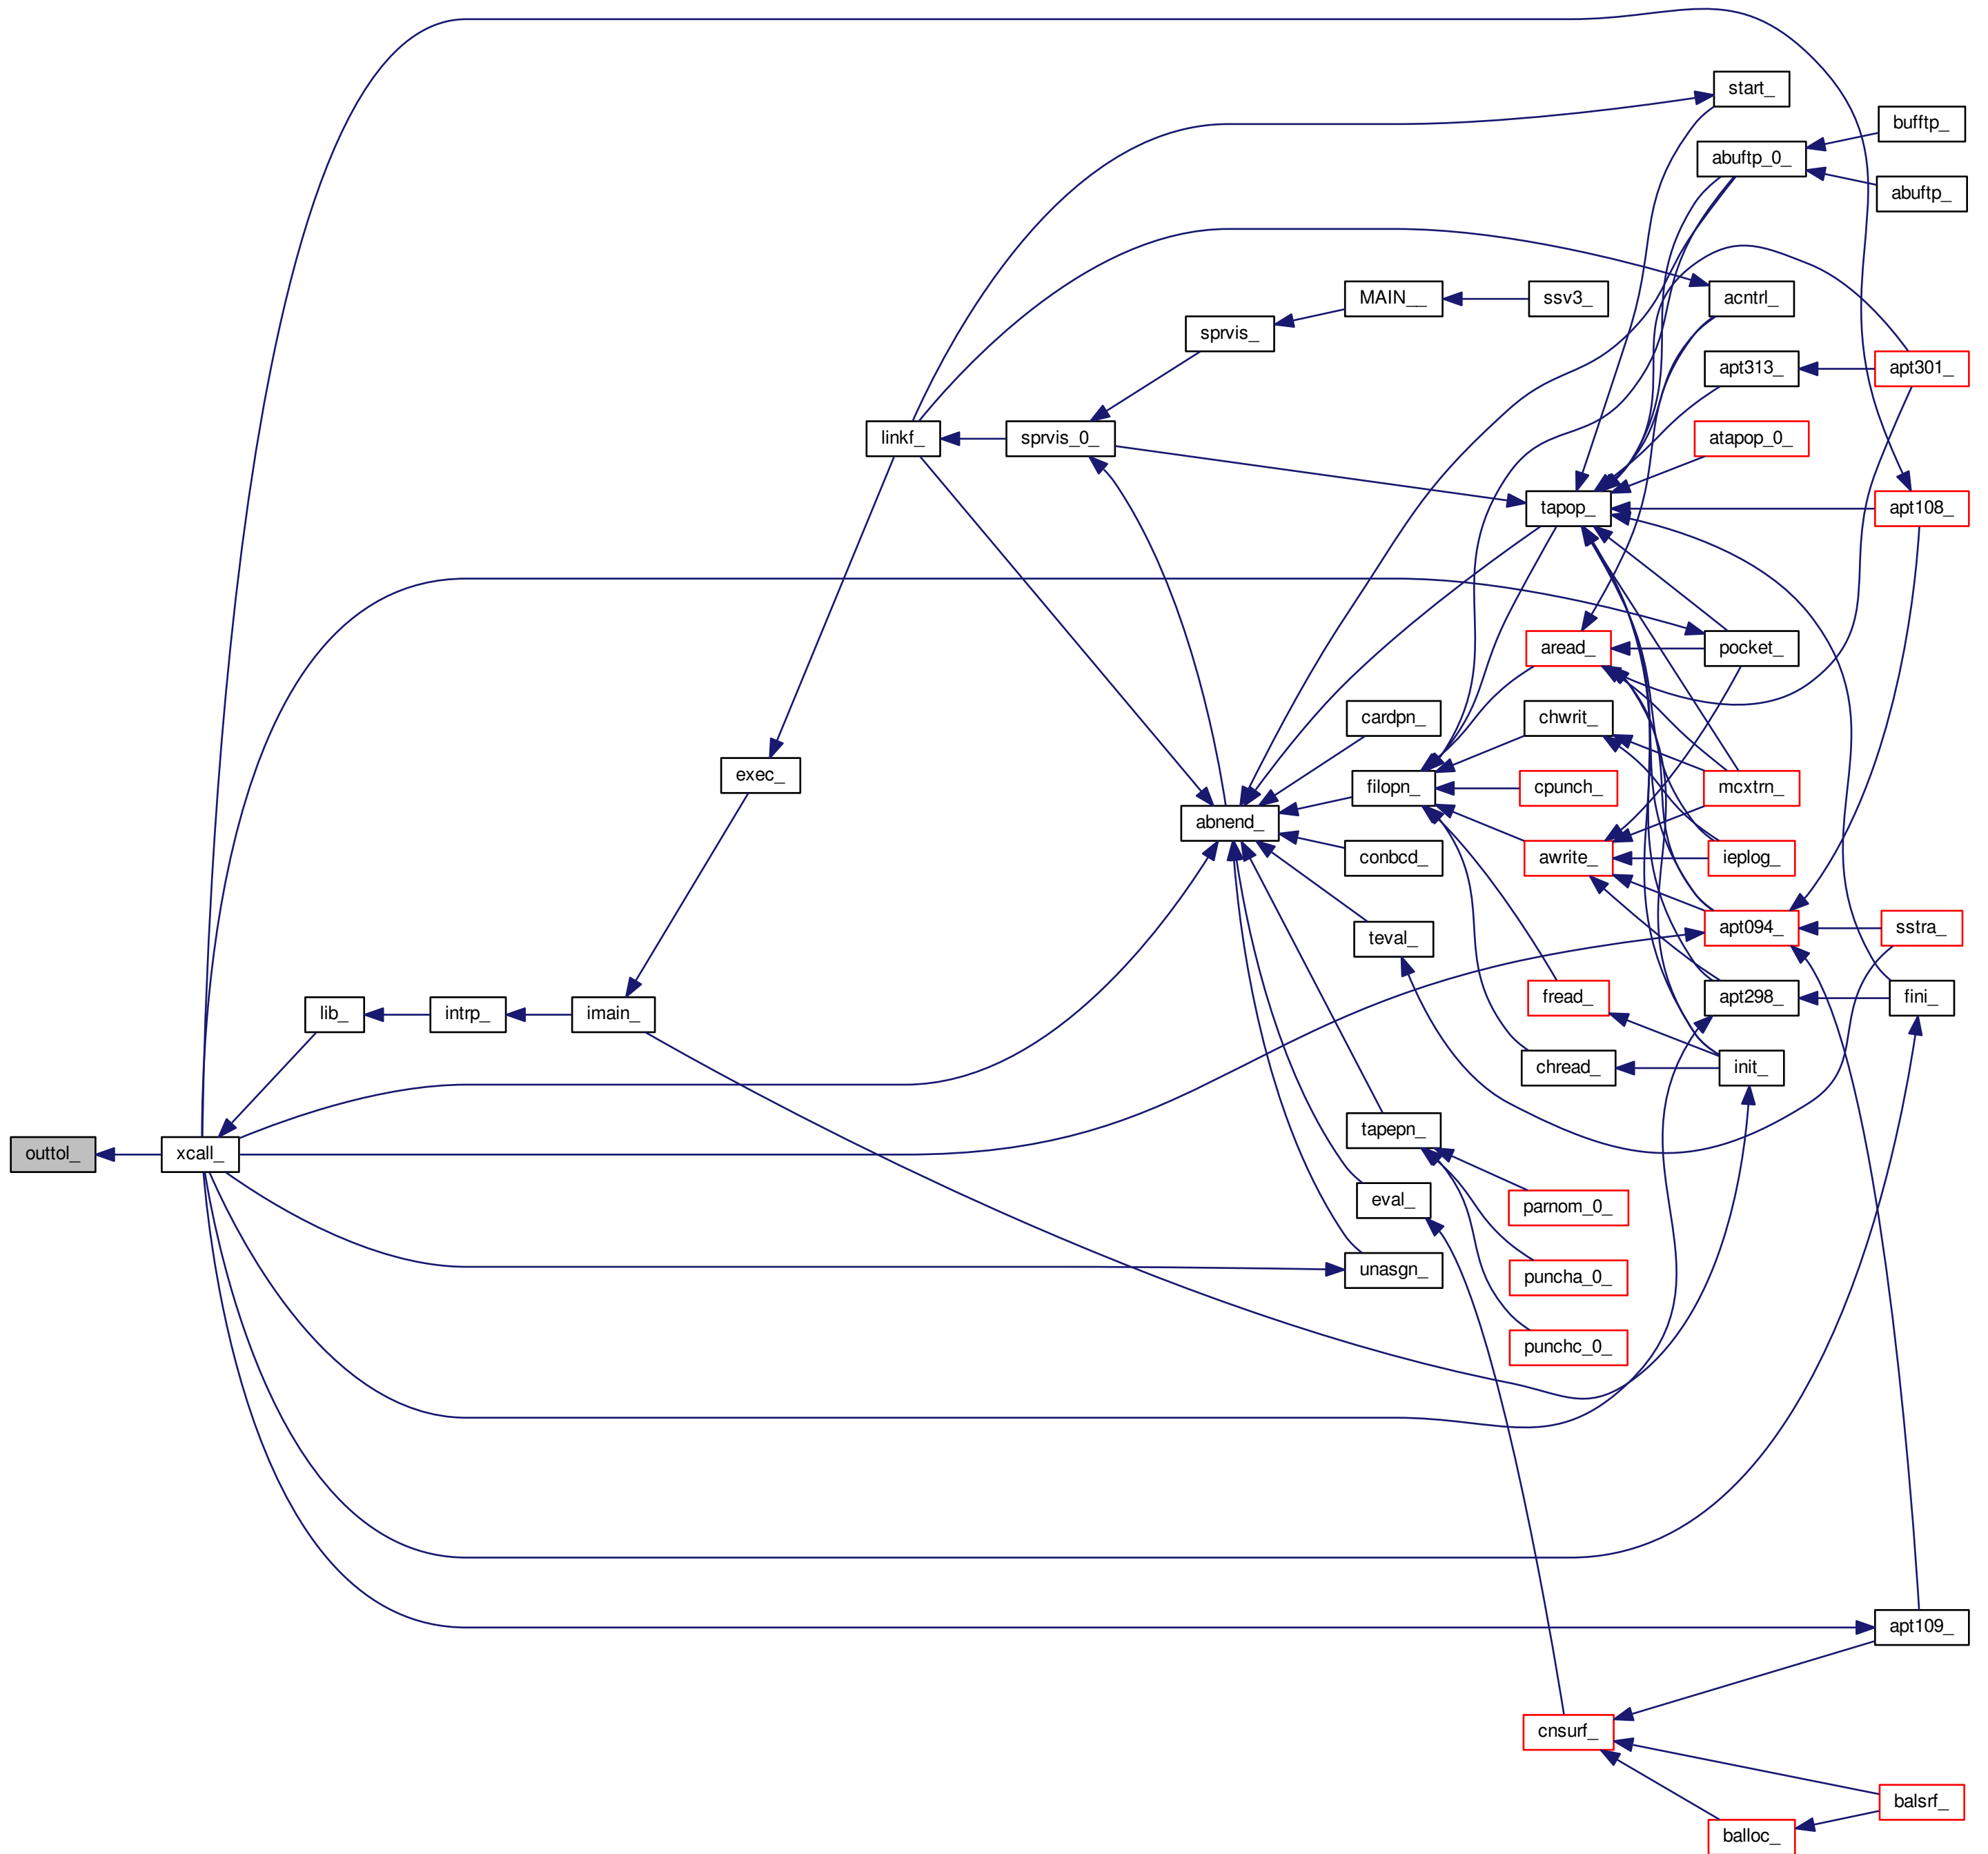 start_
bufftp_
abuftp_0_
abuftp_
MAIN__
ssv3_
acntrl_
sprvis_
apt313_
apt301_
linkf_
sprvis_0_
atapop_0_
tapop_
apt108_
aread_
pocket_
cardpn_
chwrit_
exec_
filopn_
cpunch_
mcxtrn_
abnend_
conbcd_
awrite_
ieplog_
teval_
apt094_
sstra_
lib_
intrp_
imain_
fread_
apt298_
fini_
chread_
init_
outtol_
xcall_
tapepn_
eval_
parnom_0_
unasgn_
puncha_0_
punchc_0_
apt109_
cnsurf_
balsrf_
balloc_